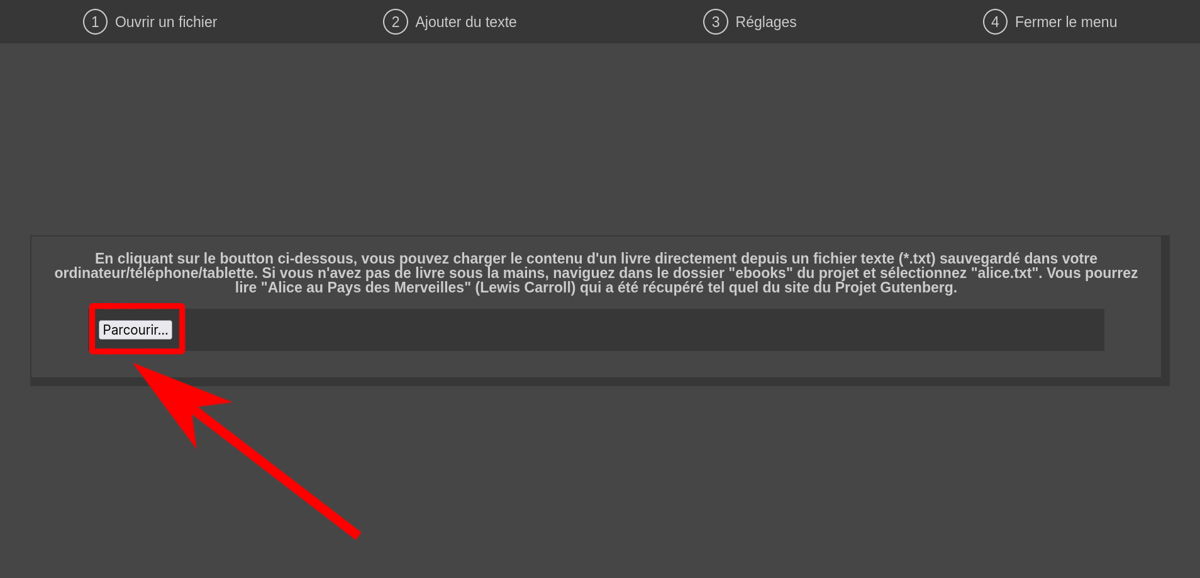 1 Ouvrir un fichier
2 Ajouter du texte
3 Réglages
4 Fermer le menu
En cliquant sur le boutton ci-dessous, vous pouvez charger le contenu d'un livre directement depuis un fichier texte (*.txt) sauvegardé dans votre
ordinateur/téléphone/tablette. Si vous n'avez pas de livre sous la mains, naviguez dans le dossier "ebooks" du projet et sélectionnez "alice.txt". Vous pourrez
lire "Alice au Pays des Merveilles" (Lewis Carroll) qui a été récupéré tel quel du site du Projet Gutenberg.
Parcourir...